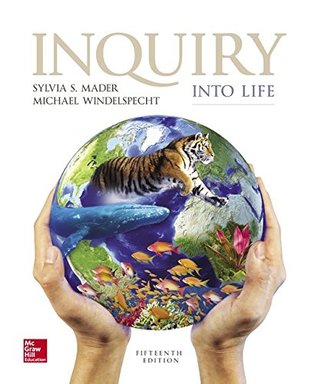 INQUIRY
SYLVIA S. MADER
MICHAEL WINDELSPECHT
INTO LIFE
Mc
Graw
Hill
Education
FIFTEENTH EDITION